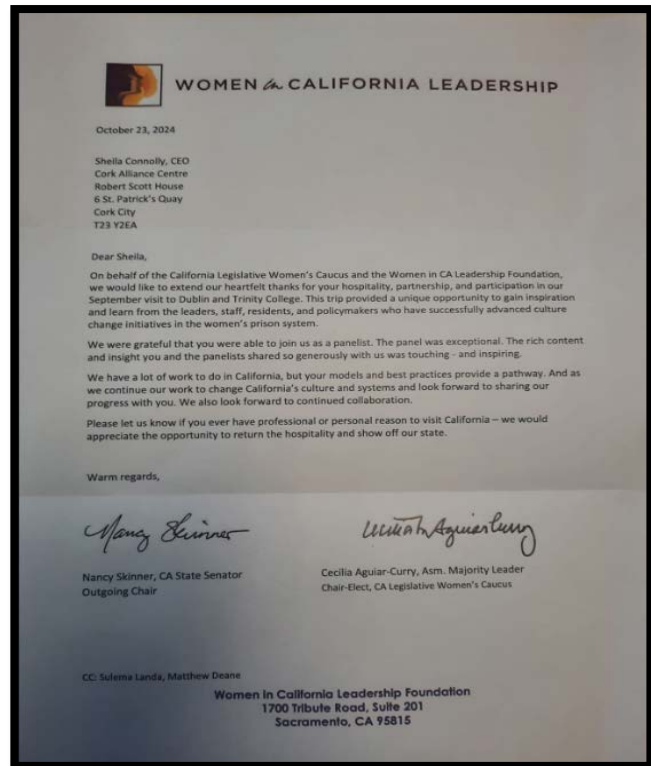 WOMEN in CALIFORNIA LEADERSHIP
October 23, 2024
Sheila Connolly, CEO
Cork Alliance Centre
Robert Scott House
6 St. Patrick's Quay
Cork City
T23 Y2EA
Dear Sheila,
On behalf of the California Legislative Women's Caucus and the Women in CA Leadership Foundation,
we would like to extend our heartfelt thanks for your hospitality, partnership, and participation in our
September visit to Dublin and Trinity College. This trip provided a unique opportunity to gain inspiration
and learn from the leaders, staff, residents, and policymakers who have successfully advanced culture
change initiatives in the women's prison system.
We were grateful that you were able to join us as a panelist. The panel was exceptional. The rich content
and insight you and the panelists shared so generously with us was touching - and inspiring.
We have a lot of work to do in California, but your models and best practices provide a pathway. And as
we continue our work to change California's culture and systems and look forward to sharing our
progress with you. We also look forward to continued collaboration.
Please let us know if you ever have professional or personal reason to visit California – we would
appreciate the opportunity to return the hospitality and show off our state.
Warm regards,
Nancy Skinner
Nancy Skinner, CA State Senator
Outgoing Chair
Cecilia Aguiar-Curry
Cecilia Aguiar-Curry, Asm. Majority Leader
Chair-Elect, CA Legislative Women's Caucus
CC: Sulema Landa, Matthew Deane
Women in California Leadership Foundation
1700 Tribute Road, Suite 201
Sacramento, CA 95815